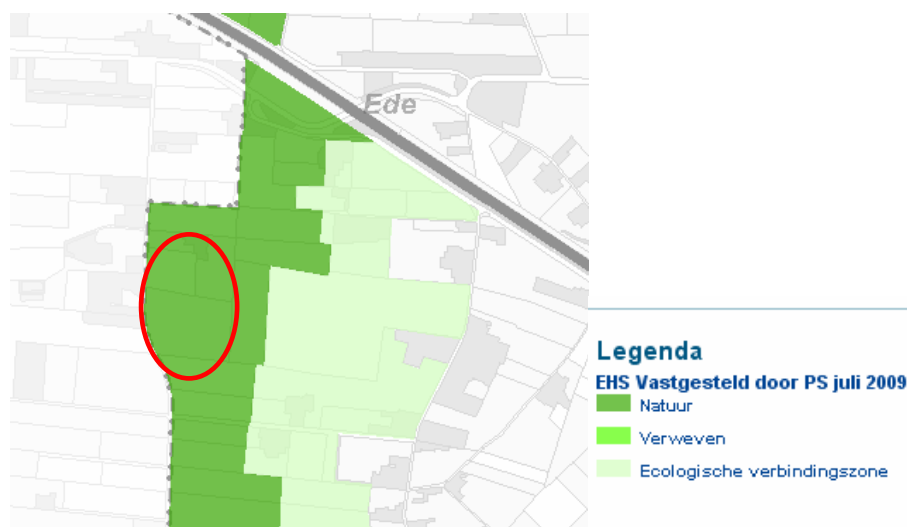 Ede
Legenda
EHS Vastgesteld door PS juli 2009
Natuur
Verweven
Ecologische verbindingszone